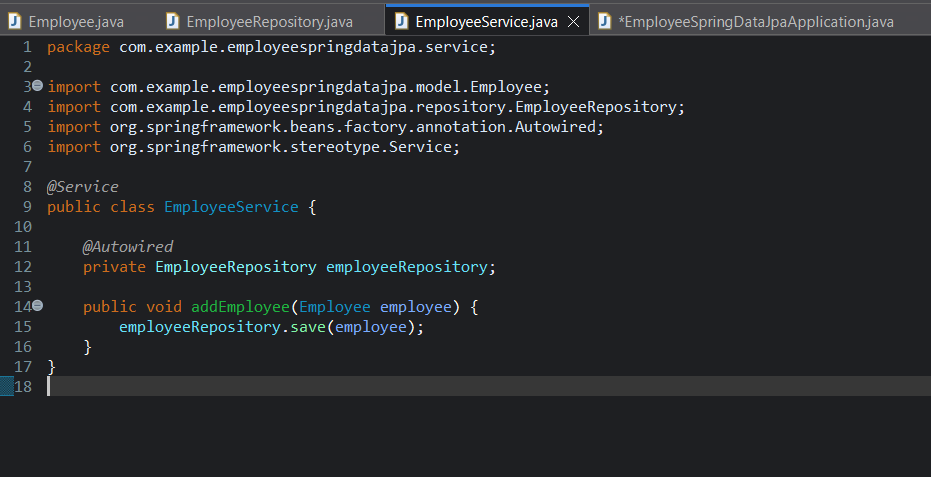 Employee.java EmployeeRepository.java EmployeeService.java *EmployeeSpringDataJpaApplication.java
1 package com.example.employeespringdatajpa.service;
2
3 import com.example.employeespringdatajpa.model.Employee;
4 import com.example.employeespringdatajpa.repository.EmployeeRepository;
5 import org.springframework.beans.factory.annotation.Autowired;
6 import org.springframework.stereotype.Service;
7
8 @Service
9 public class EmployeeService {
10
11     @Autowired
12     private EmployeeRepository employeeRepository;
13
14     public void addEmployee(Employee employee) {
15         employeeRepository.save(employee);
16     }
17 }
18